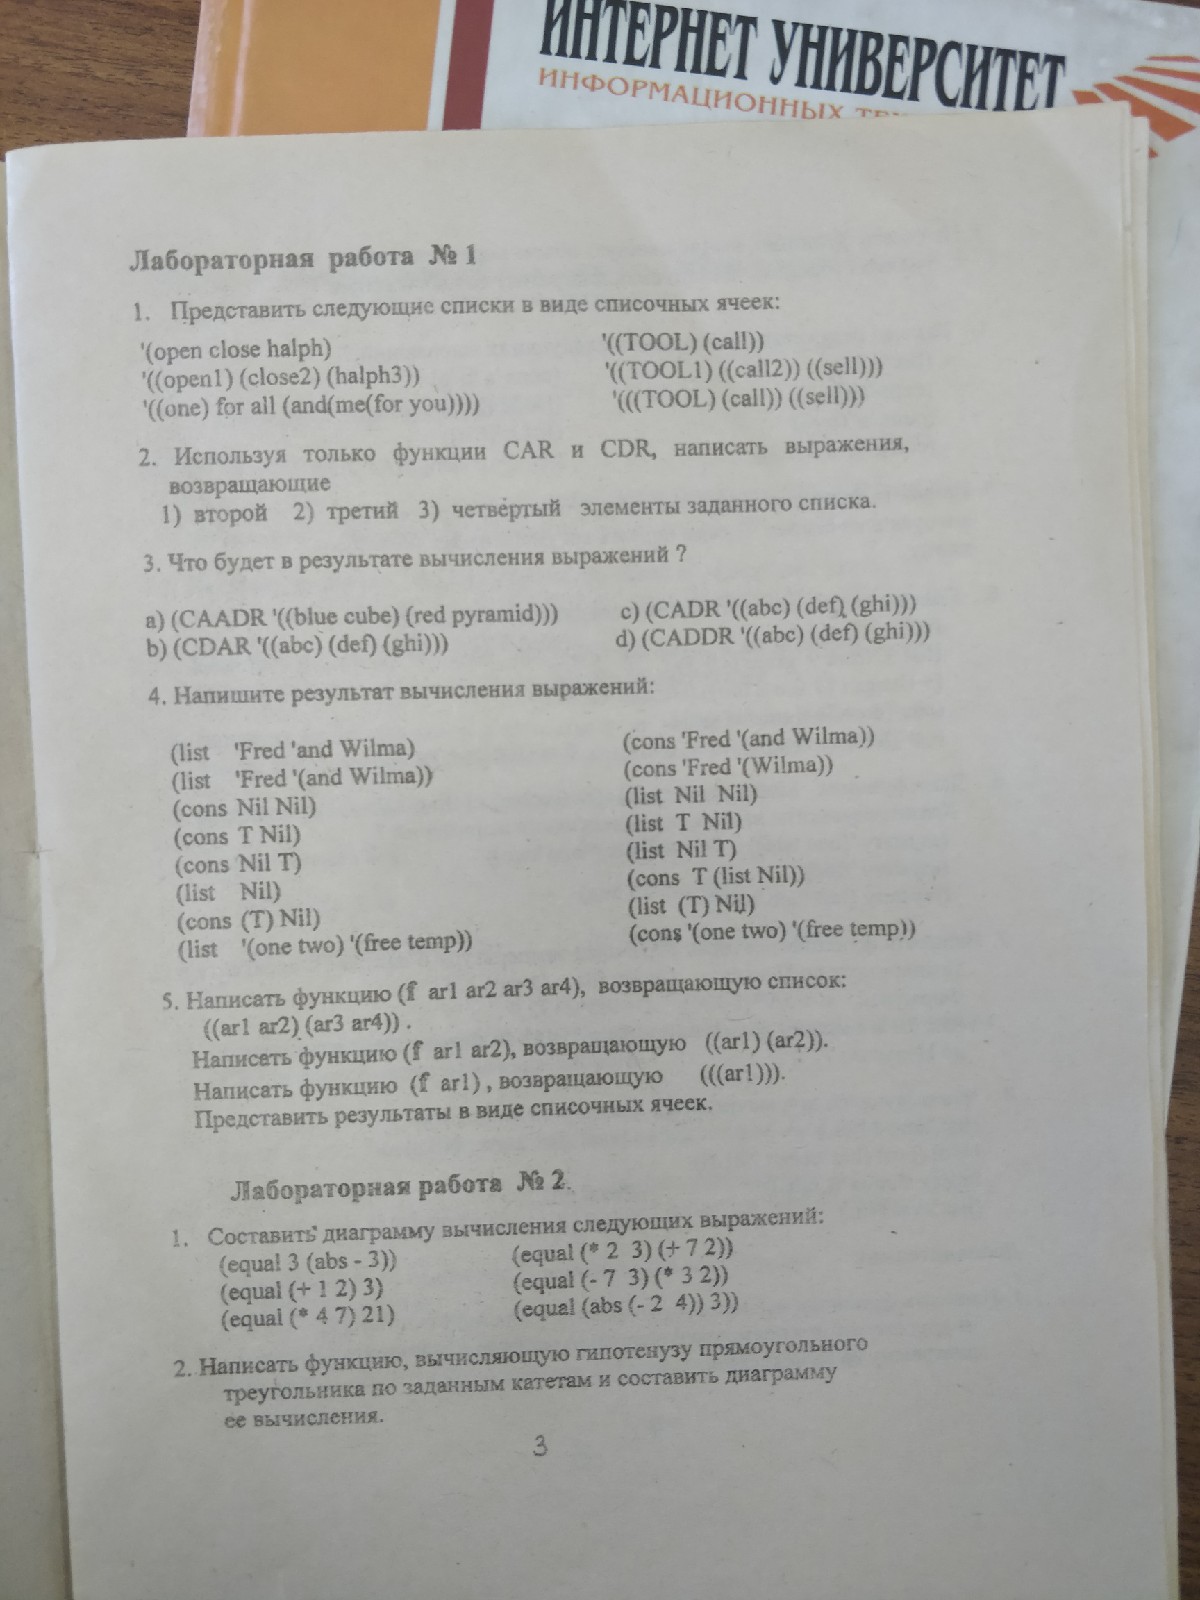 ИНТЕРНЕТ УНИВЕРСИТЕТ
ИНФОРМАЦИОННЫХ
Лабораторная работа № 1
1. Представить следующие списки в виде списочных ячеек:
'(open close halph) '((TOOL) (call))
'((open1) (close2) (halph3)) '((TOOL1) ((call2)) ((sell)))
'((one) for all (and(me(for you)))) '(((TOOL) (call)) ((sell)))
2. Используя только функции CAR и CDR, написать выражения,
возвращающие
1) второй 2) третий 3) четвертый элементы заданного списка.
3. Что будет в результате вычисления выражений ?
a) (CAADR '((blue cube) (red pyramid))) c) (CADR '((abc) (def) (ghi)))
b) (CDAR '((abc) (def) (ghi))) d) (CADDR '((abc) (def) (ghi)))
4. Напишите результат вычисления выражений:
(list 'Fred 'and Wilma) (cons 'Fred '(and Wilma))
(list 'Fred '(and Wilma)) (cons 'Fred '(Wilma))
(cons Nil Nil) (list Nil Nil)
(cons T Nil) (list T Nil)
(cons Nil T) (list Nil T)
(list Nil) (cons T (list Nil))
(cons (T) Nil) (list (T) Nil)
(list '(one two) '(free temp)) (cons '(one two) '(free temp))
5. Написать функцию (f ar1 ar2 ar3 ar4), возвращающую список:
((ar1 ar2) (ar3 ar4)) .
Написать функцию (f ar1 ar2), возвращающую ((ar1) (ar2)).
Написать функцию (f ar1) , возвращающую (((ar1))).
Представить результаты в виде списочных ячеек.
Лабораторная работа № 2.
1. Составить диаграмму вычисления следующих выражений:
(equal 3 (abs - 3)) (equal (* 2 3) (+ 7 2))
(equal (+ 1 2) 3) (equal (- 7 3) (* 3 2))
(equal (* 4 7) 21) (equal (abs (- 2 4)) 3))
2. Написать функцию, вычисляющую гипотенузу прямоугольного
треугольника по заданным катетам и составить диаграмму
ее вычисления.
3